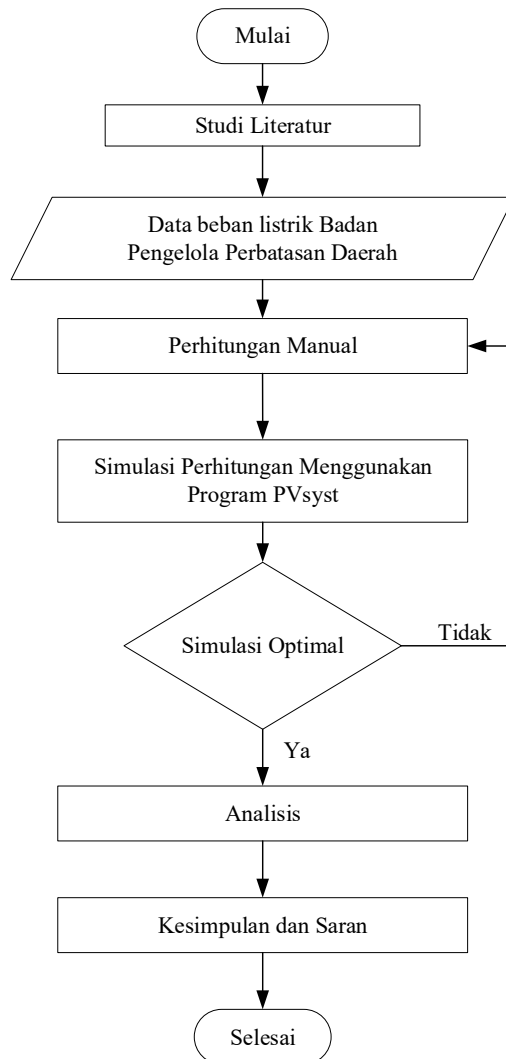 Mulai
Studi Literatur
Data beban listrik Badan
Pengelola Perbatasan Daerah
Perhitungan Manual
Simulasi Perhitungan Menggunakan
Program PVsyst
Simulasi Optimal
Tidak
Ya
Analisis
Kesimpulan dan Saran
Selesai